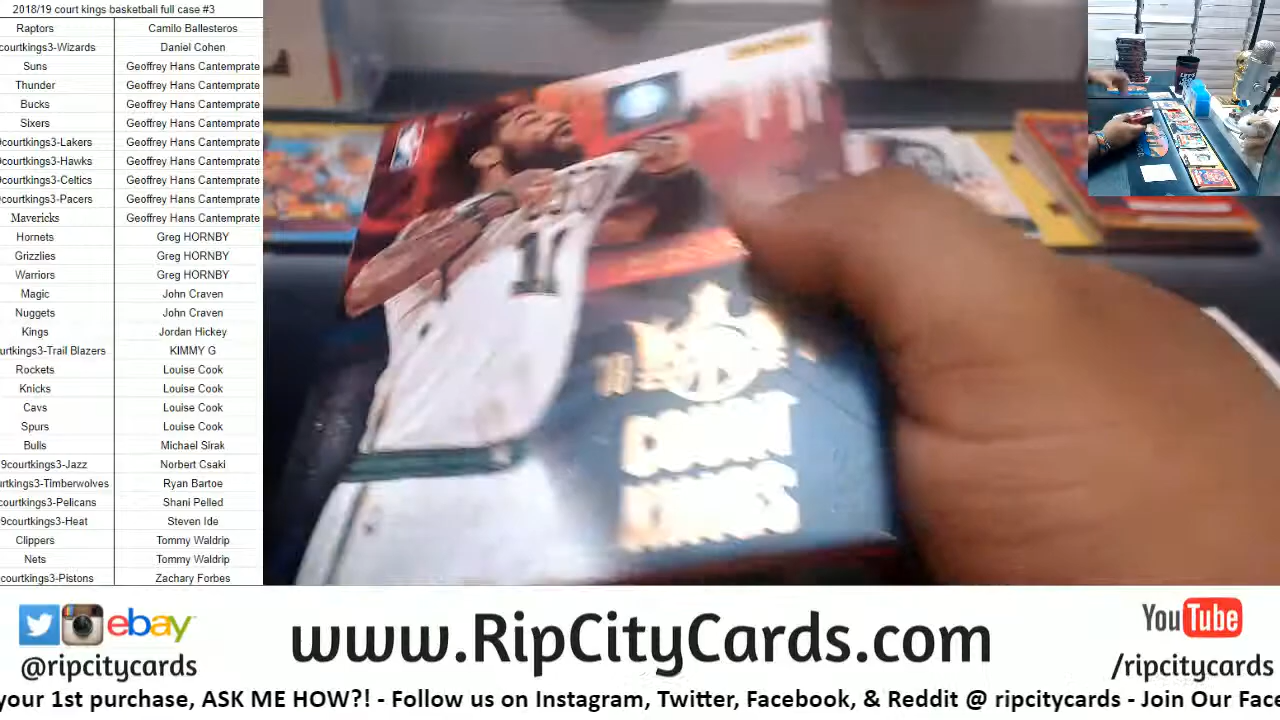 2018/19 court kings basketball full case #3
Raptors Camilo Ballesteros
courtkings3-Wizards Daniel Cohen
Suns Geoffrey Hans Cantemprate
Thunder Geoffrey Hans Cantemprate
Bucks Geoffrey Hans Cantemprate
Sixers Geoffrey Hans Cantemprate
9courtkings3-Lakers Geoffrey Hans Cantemprate
courtkings3-Hawks Geoffrey Hans Cantemprate
courtkings3-Celtics Geoffrey Hans Cantemprate
courtkings3-Pacers Geoffrey Hans Cantemprate
Mavericks Geoffrey Hans Cantemprate
Hornets Greg HORNBY
Grizzlies Greg HORNBY
Warriors Greg HORNBY
Magic John Craven
Nuggets John Craven
Kings Jordan Hickey
urtkings3-Trail Blazers KIMMY G
Rockets Louise Cook
Knicks Louise Cook
Cavs Louise Cook
Spurs Louise Cook
Bulls Michael Sirak
9courtkings3-Jazz Norbert Csaki
urtkings3-Timberwolves Ryan Bartoe
courtkings3-Pelicans Shani Pelled
9courtkings3-Heat Steven Ide
Clippers Tommy Waldrip
Nets Tommy Waldrip
courtkings3-Pistons Zachary Forbes
11
COURT
KINGS
ebay
@ripcitycards
www.RipCityCards.com
YouTube
/ripcitycards
your 1st purchase, ASK ME HOW?! - Follow us on Instagram, Twitter, Facebook, & Reddit @ ripcitycards - Join Our Face